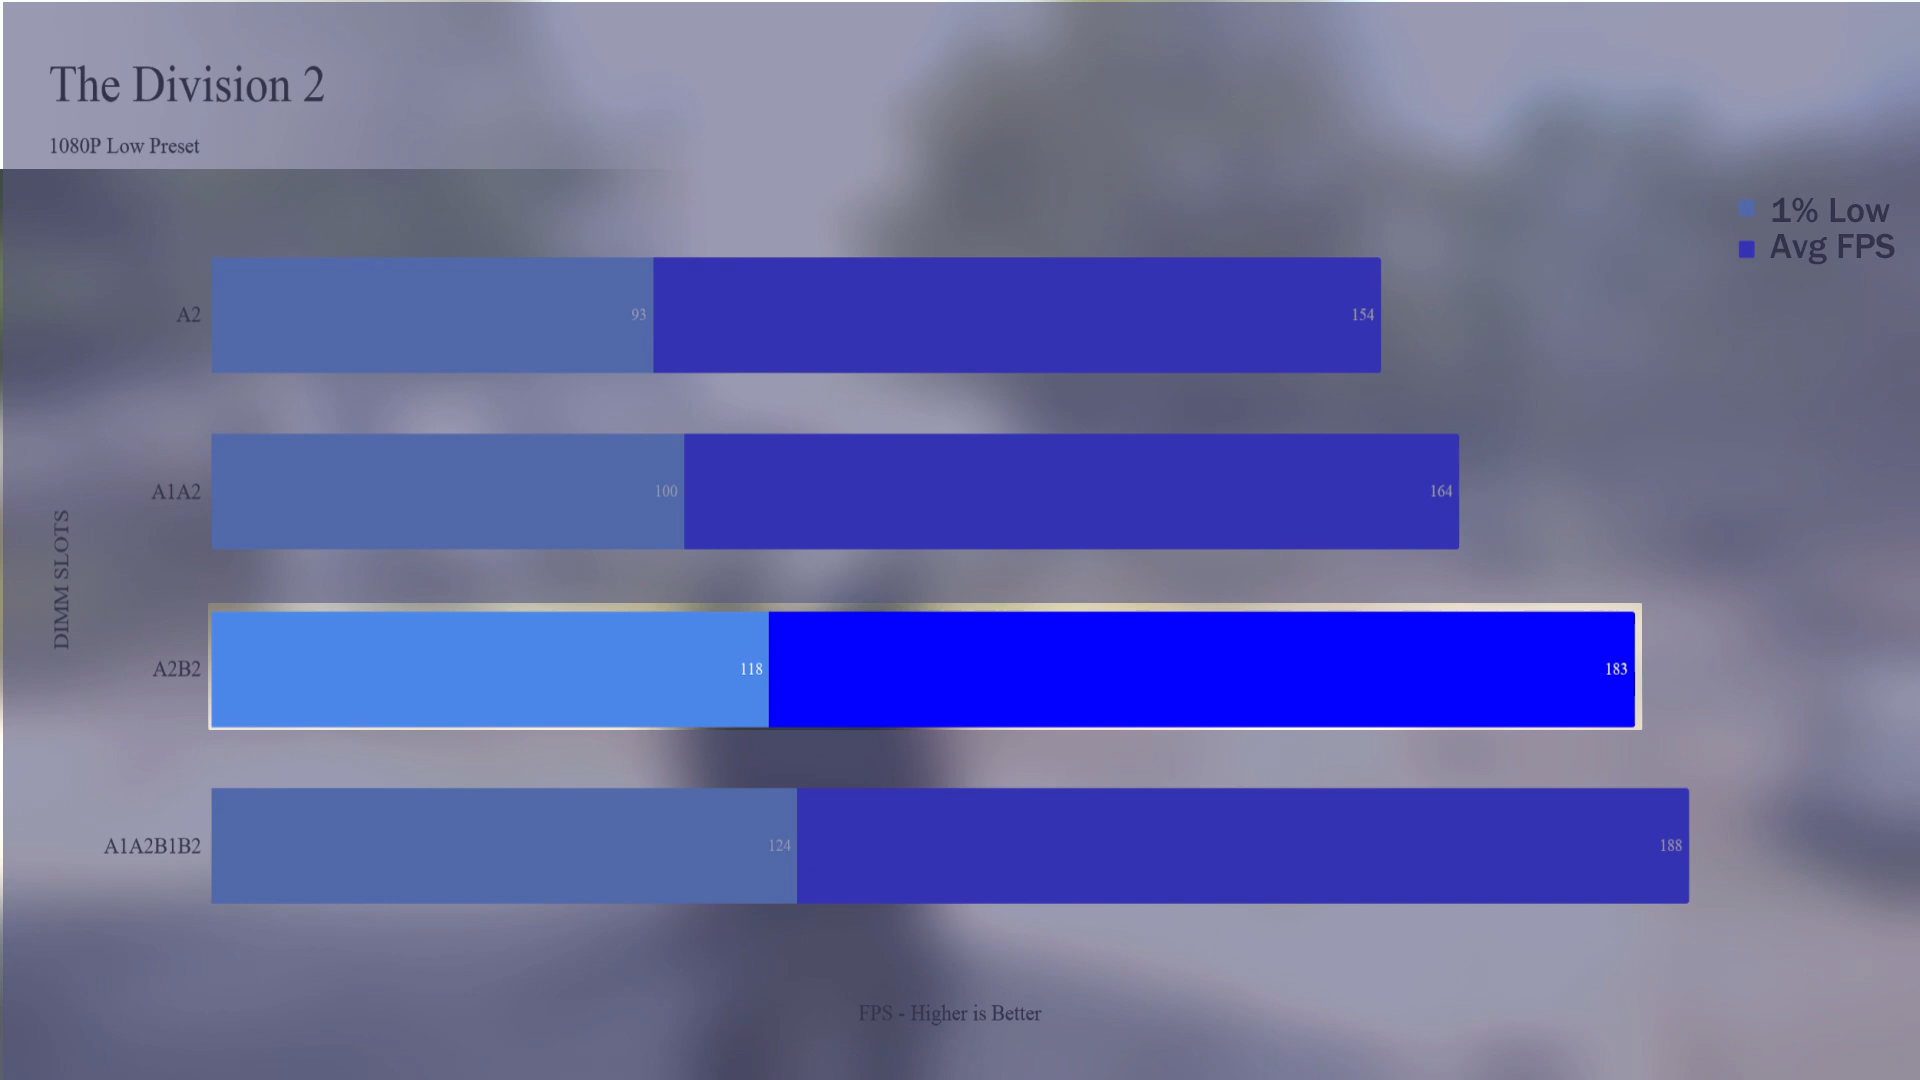 The Division 2
1080P Low Preset
1% Low
Avg FPS
DIMM SLOTS
A2
93
154
A1A2
100
164
A2B2
118
183
A1A2B1B2
124
188
FPS - Higher is Better